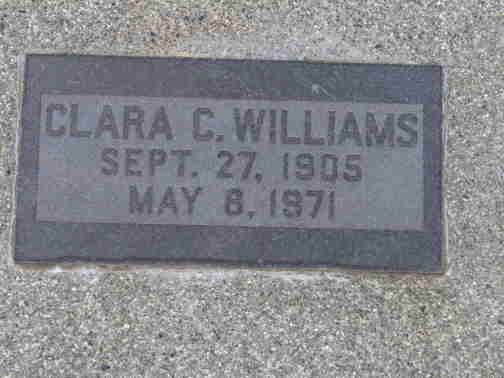 CLARA C. WILLIAMS
SEPT. 27, 1905
MAY 8, 1971